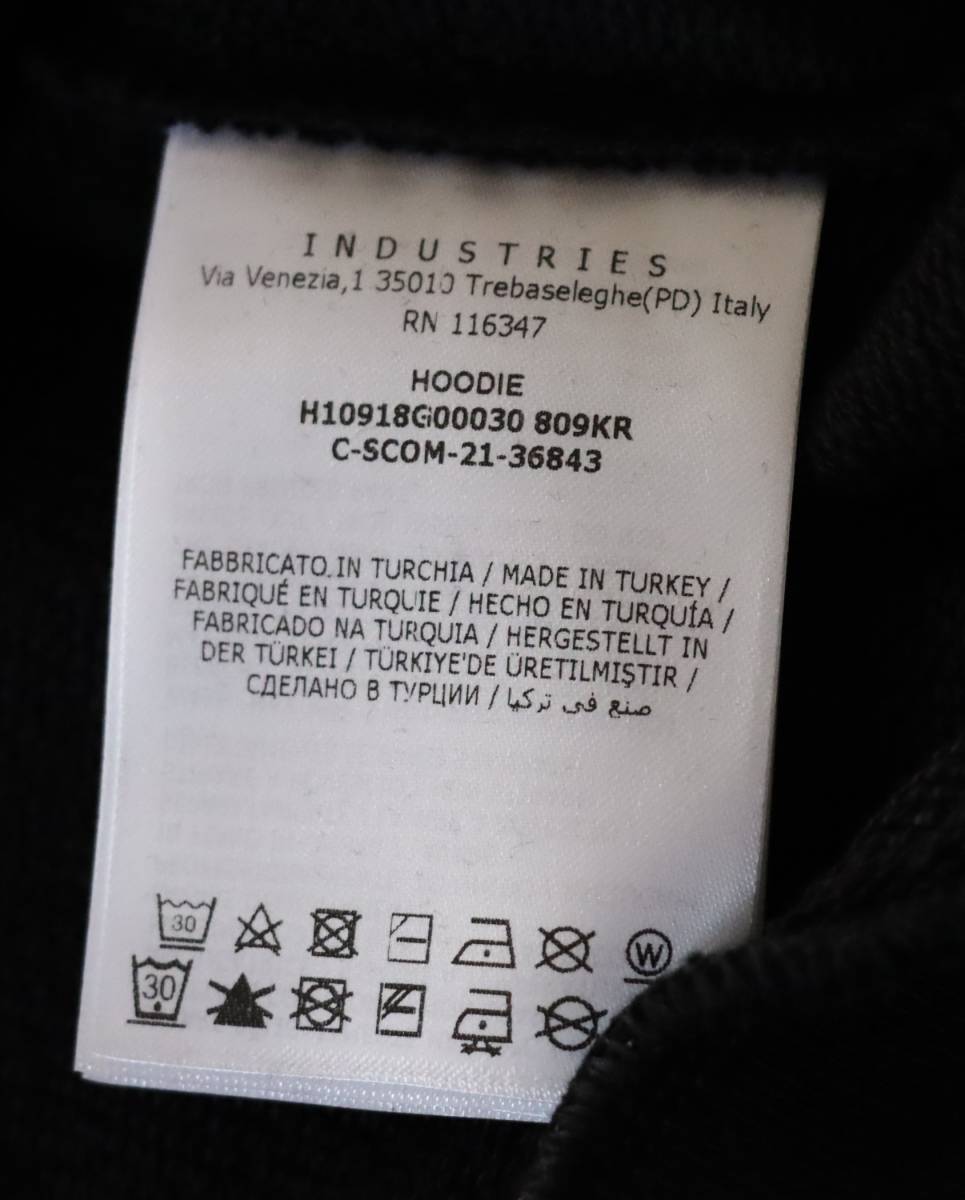 INDUSTRIES
Via Venezia,1 35010 Trebaseleghe(PD) Italy
RN 116347
HOODIE
H10918G00030 809KR
C-SCOM-21-36843
FABBRICATO IN TURCHIA / MADE IN TURKEY /
FABRIQUÉ EN TURQUIE / HECHO EN TURQUÍA /
FABRICADO NA TURQUIA / HERGESTELLT IN
DER TÜRKEI / TÜRKIYE'DE ÜRETILMIŞTIR /
СДЕЛАНО В ТУРЦИИ / صنع في تركيا
30 W
30